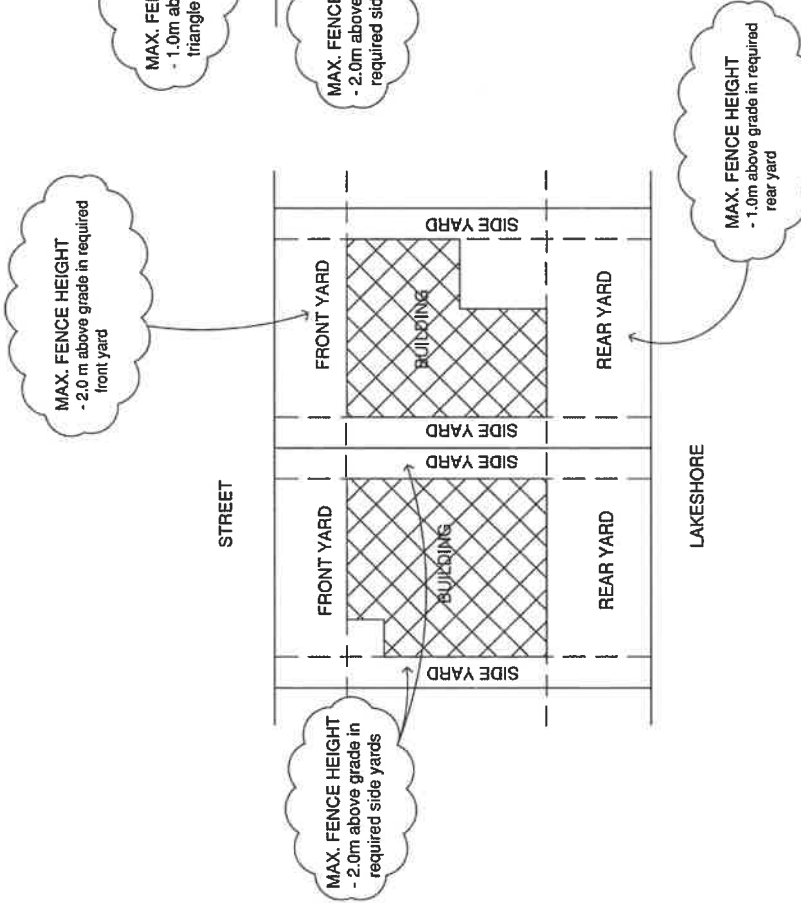 MAX. FE
- 1.0m ab
triangle
MAX. FENCE
- 2.0m above
required sid
MAX. FENCE HEIGHT
- 2.0 m above grade in required
front yard
STREET
FRONT YARD
FRONT YARD
SIDE YARD
BUILDING
SIDE YARD
SIDE YARD
BUILDING
SIDE YARD
REAR YARD
REAR YARD
LAKESHORE
MAX. FENCE HEIGHT
- 2.0m above grade in
required side yards
MAX. FENCE HEIGHT
- 1.0m above grade in required
rear yard